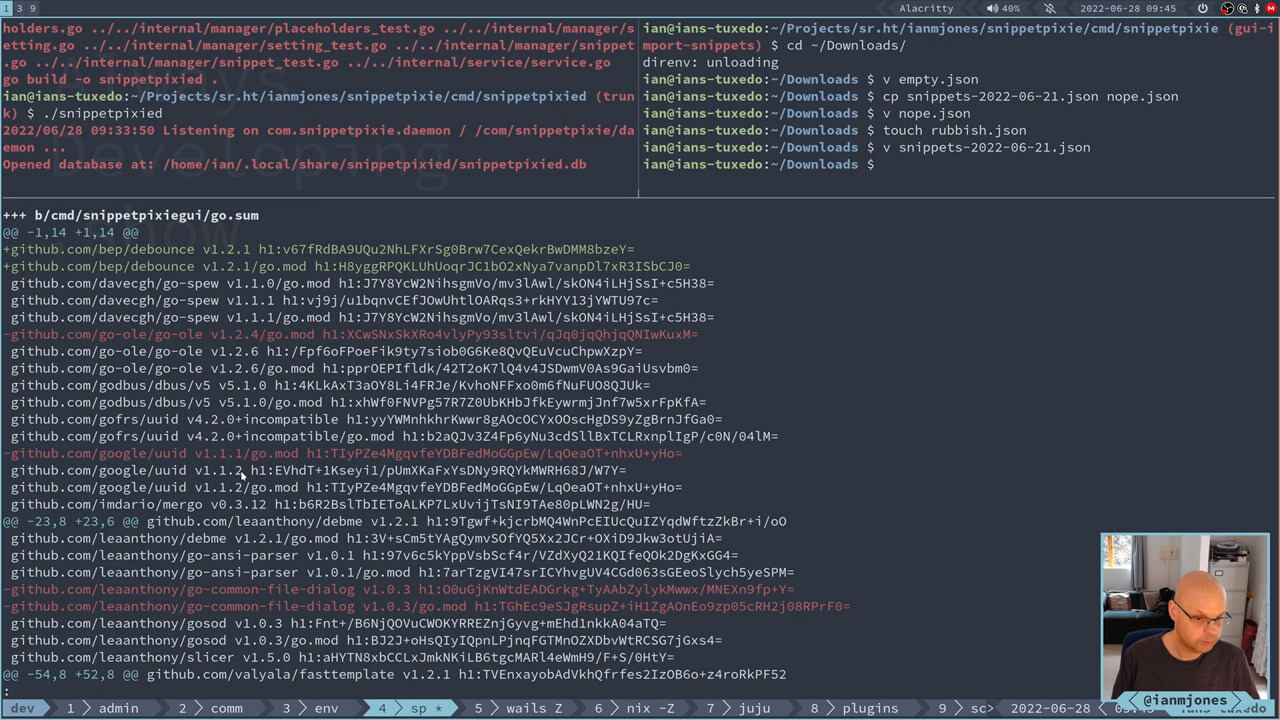 1 3 9
Alacritty
40%
2022-06-28 09:45
holders.go ../../internal/manager/placeholders_test.go ../../internal/manager/s
etting.go ../../internal/manager/setting_test.go ../../internal/manager/snippet
.go ../../internal/manager/snippet_test.go ../../internal/service/service.go
go build -o snippetpixied .
ian@ians-tuxedo:~/Projects/sr.ht/ianmjones/snippetpixie/cmd/snippetpixied (trun
k) $ ./snippetpixied
2022/06/28 09:33:50 Listening on com.snippetpixie.daemon / /com/snippetpixie/da
emon ...
Opened database at: /home/ian/.local/share/snippetpixied/snippetpixied.db
Developing
ian@ians-tuxedo:~/Projects/sr.ht/ianmjones/snippetpixie/cmd/snippetpixie (gui-i
mport-snippets) $ cd ~/Downloads/
direnv: unloading
ian@ians-tuxedo:~/Downloads $ v empty.json
ian@ians-tuxedo:~/Downloads $ cp snippets-2022-06-21.json nope.json
ian@ians-tuxedo:~/Downloads $ v nope.json
ian@ians-tuxedo:~/Downloads $ touch rubbish.json
ian@ians-tuxedo:~/Downloads $ v snippets-2022-06-21.json
ian@ians-tuxedo:~/Downloads $
+++ b/cmd/snippetpixiegui/go.sum
@@ -1,14 +1,14 @@
+github.com/bep/debounce v1.2.1 h1:v67fRdBA9UQu2NhLFXrSg0Brw7CexQekrBwDMM8bzeY=
+github.com/bep/debounce v1.2.1/go.mod h1:H8yggRPQKLUhUoqrJC1bO2xNya7vanpDl7xR3ISbCJ0=
github.com/davecgh/go-spew v1.1.0/go.mod h1:J7Y8YcW2NihsgmVo/mv3lAwl/skON4iLHjSsI+c5H38=
github.com/davecgh/go-spew v1.1.1 h1:vj9j/u1bqnvCEfJOwUhtlOARqs3+rkHYY13jYWTU97c=
github.com/davecgh/go-spew v1.1.1/go.mod h1:J7Y8YcW2NihsgmVo/mv3lAwl/skON4iLHjSsI+c5H38=
-github.com/go-ole/go-ole v1.2.4/go.mod h1:XCwSNxSkXRo4vlyPy93sltvi/qJq0jqQhjqQNIwKuxM=
github.com/go-ole/go-ole v1.2.6 h1:/Fpf6oFPoeFik9ty7siob0G6Ke8QvQEuVcuChpwXzpY=
github.com/go-ole/go-ole v1.2.6/go.mod h1:pprOEPIfldk/42T2oK7lQ4v4JSDwmV0As9GaiUsvbm0=
github.com/godbus/dbus/v5 v5.1.0 h1:4KLkAxT3aOY8Li4FRJe/KvhoNFFxo0m6fNuFUO8QJUk=
github.com/godbus/dbus/v5 v5.1.0/go.mod h1:xhWf0FNVPg57R7Z0UbKHbJfkEywrmjJnf7w5xrFpKfA=
github.com/gofrs/uuid v4.2.0+incompatible h1:yyYWMnhkhrKwwr8gAOcOCYxOOscHgDS9yZgBrnJfGa0=
github.com/gofrs/uuid v4.2.0+incompatible/go.mod h1:b2aQJv3Z4Fp6yNu3cdSllBxTCLRxnplIgP/c0N/04lM=
-github.com/google/uuid v1.1.1/go.mod h1:TIyPZe4MgqvfeYDBFedMoGGpEw/LqOeaOT+nhxU+yHo=
github.com/google/uuid v1.1.2 h1:EVhdT+1Kseyi1/pUmXKaFxYsDNy9RQYkMWRH68J/W7Y=
github.com/google/uuid v1.1.2/go.mod h1:TIyPZe4MgqvfeYDBFedMoGGpEw/LqOeaOT+nhxU+yHo=
github.com/imdario/mergo v0.3.12 h1:b6R2BslTbIEToALKP7LxUvijTsNI9TAe80pLWN2g/HU=
@@ -23,8 +23,6 @@ github.com/leaanthony/debme v1.2.1 h1:9Tgwf+kjcrbMQ4WnPcEIUcQuIZYqdWftzZkBr+i/oO
github.com/leaanthony/debme v1.2.1/go.mod h1:3V+sCm5tYAgQymvSOfYQ5Xx2JCr+OXiD9Jkw3otUjiA=
github.com/leaanthony/go-ansi-parser v1.0.1 h1:97v6c5kYppVsbScf4r/VZdXyQ21KQIfeQOk2DgKxGG4=
github.com/leaanthony/go-ansi-parser v1.0.1/go.mod h1:7arTzgVI47srICYhvgUV4CGd063sGEeoSlych5yeSPM=
-github.com/leaanthony/go-common-file-dialog v1.0.3 h1:O0uGjKnWtdEADGrkg+TyAAbZylykMwwx/MNEXn9fp+Y=
-github.com/leaanthony/go-common-file-dialog v1.0.3/go.mod h1:TGhEc9eSJgRsupZ+iH1ZgAOnEo9zp05cRH2j08RPrF0=
github.com/leaanthony/gosod v1.0.3 h1:Fnt+/B6NjQOVuCWOKYRREZnjGyvg+mEhd1nkkA04aTQ=
github.com/leaanthony/gosod v1.0.3/go.mod h1:BJ2J+oHsQIyIQpnLPjnqFGTMnOZXDbvWtRCSG7jGxs4=
github.com/leaanthony/slicer v1.5.0 h1:aHYTN8xbCCLxJmkNKiLB6tgcMARl4eWmH9/F+S/0HtY=
@@ -54,8 +52,8 @@ github.com/valyala/fasttemplate v1.2.1 h1:TVEnxayobAdVkhQfrfes2IzOB6o+z4roRkPF52
:
dev 1 admin 2 comm 3 env 4 sp * 5 wails Z 6 nix -Z 7 juju 8 plugins 9 sc> 2022-06-28
@ianmjones